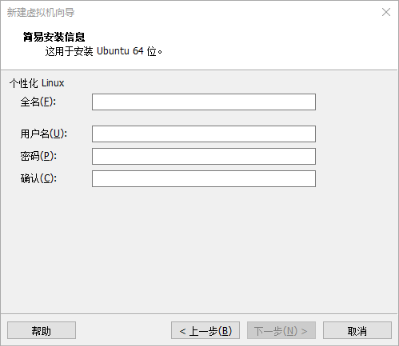 新建虚拟机向导
简易安装信息
这用于安装 Ubuntu 64 位。
个性化 Linux
全名(F):
用户名(U):
密码(P):
确认(C):
帮助 < 上一步(B) 下一步(N) > 取消